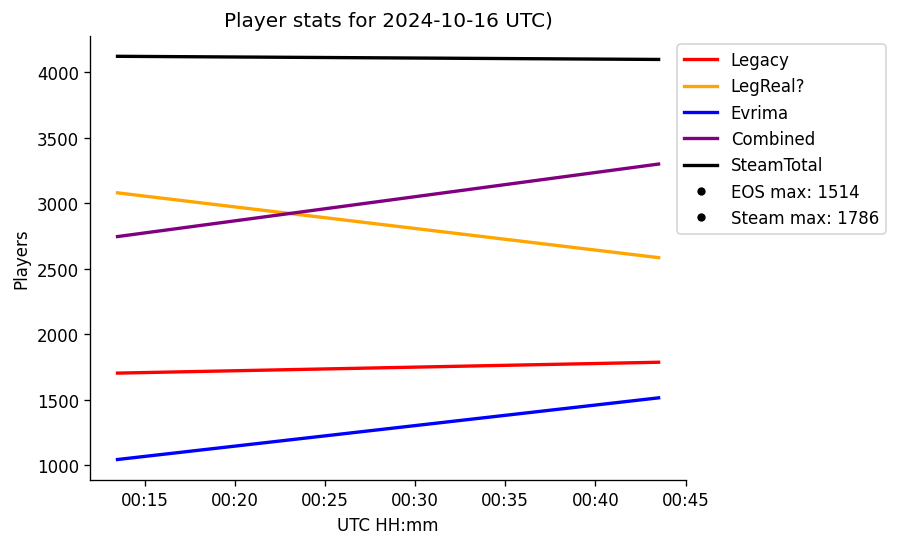 Player stats for 2024-10-16 UTC)
Legacy
LegReal?
Evrima
Combined
SteamTotal
EOS max: 1514
Steam max: 1786
Players
4000
3500
3000
2500
2000
1500
1000
00:15 00:20 00:25 00:30 00:35 00:40 00:45
UTC HH:mm